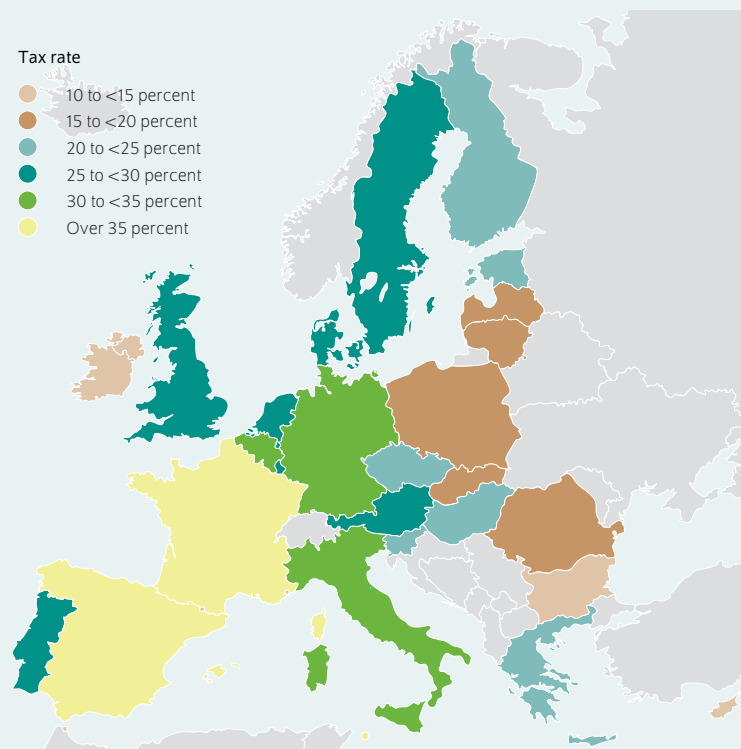 Tax rate
10 to <15 percent
15 to <20 percent
20 to <25 percent
25 to <30 percent
30 to <35 percent
Over 35 percent